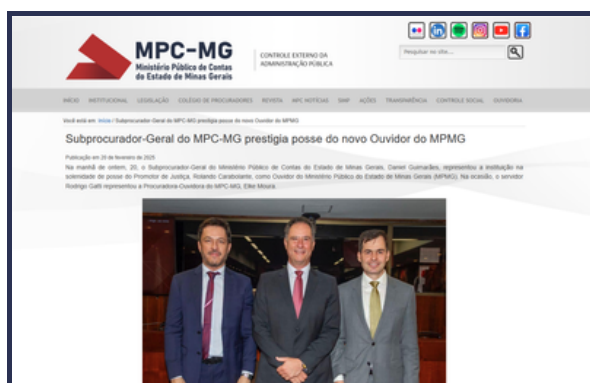 MPC-MG
Ministério Público de Contas
do Estado de Minas Gerais
CONTROLE EXTERNO DA
ADMINISTRAÇÃO PÚBLICA
Pesquisar no site...
INÍCIO INSTITUCIONAL LEGISLAÇÃO COLÉGIO DE PROCURADORES REVISTA MPC NOTÍCIAS SIMP AÇÕES TRANSPARÊNCIA CONTROLE SOCIAL OUVIDORIA
Você está em: Início / Subprocurador-Geral do MPC-MG prestigia posse do novo Ouvidor do MPMG
Subprocurador-Geral do MPC-MG prestigia posse do novo Ouvidor do MPMG
Publicação em 20 de fevereiro de 2025
Na manhã de ontem, 20, o Subprocurador-Geral do Ministério Público de Contas do Estado de Minas Gerais, Daniel Guimarães, representou a instituição na
solenidade de posse do Promotor de Justiça, Rolando Carabolante, como Ouvidor do Ministério Público do Estado de Minas Gerais (MPMG). Na ocasião, o servidor
Rodrigo Gatti representou a Procuradora-Ouvidora do MPC-MG, Elke Moura.